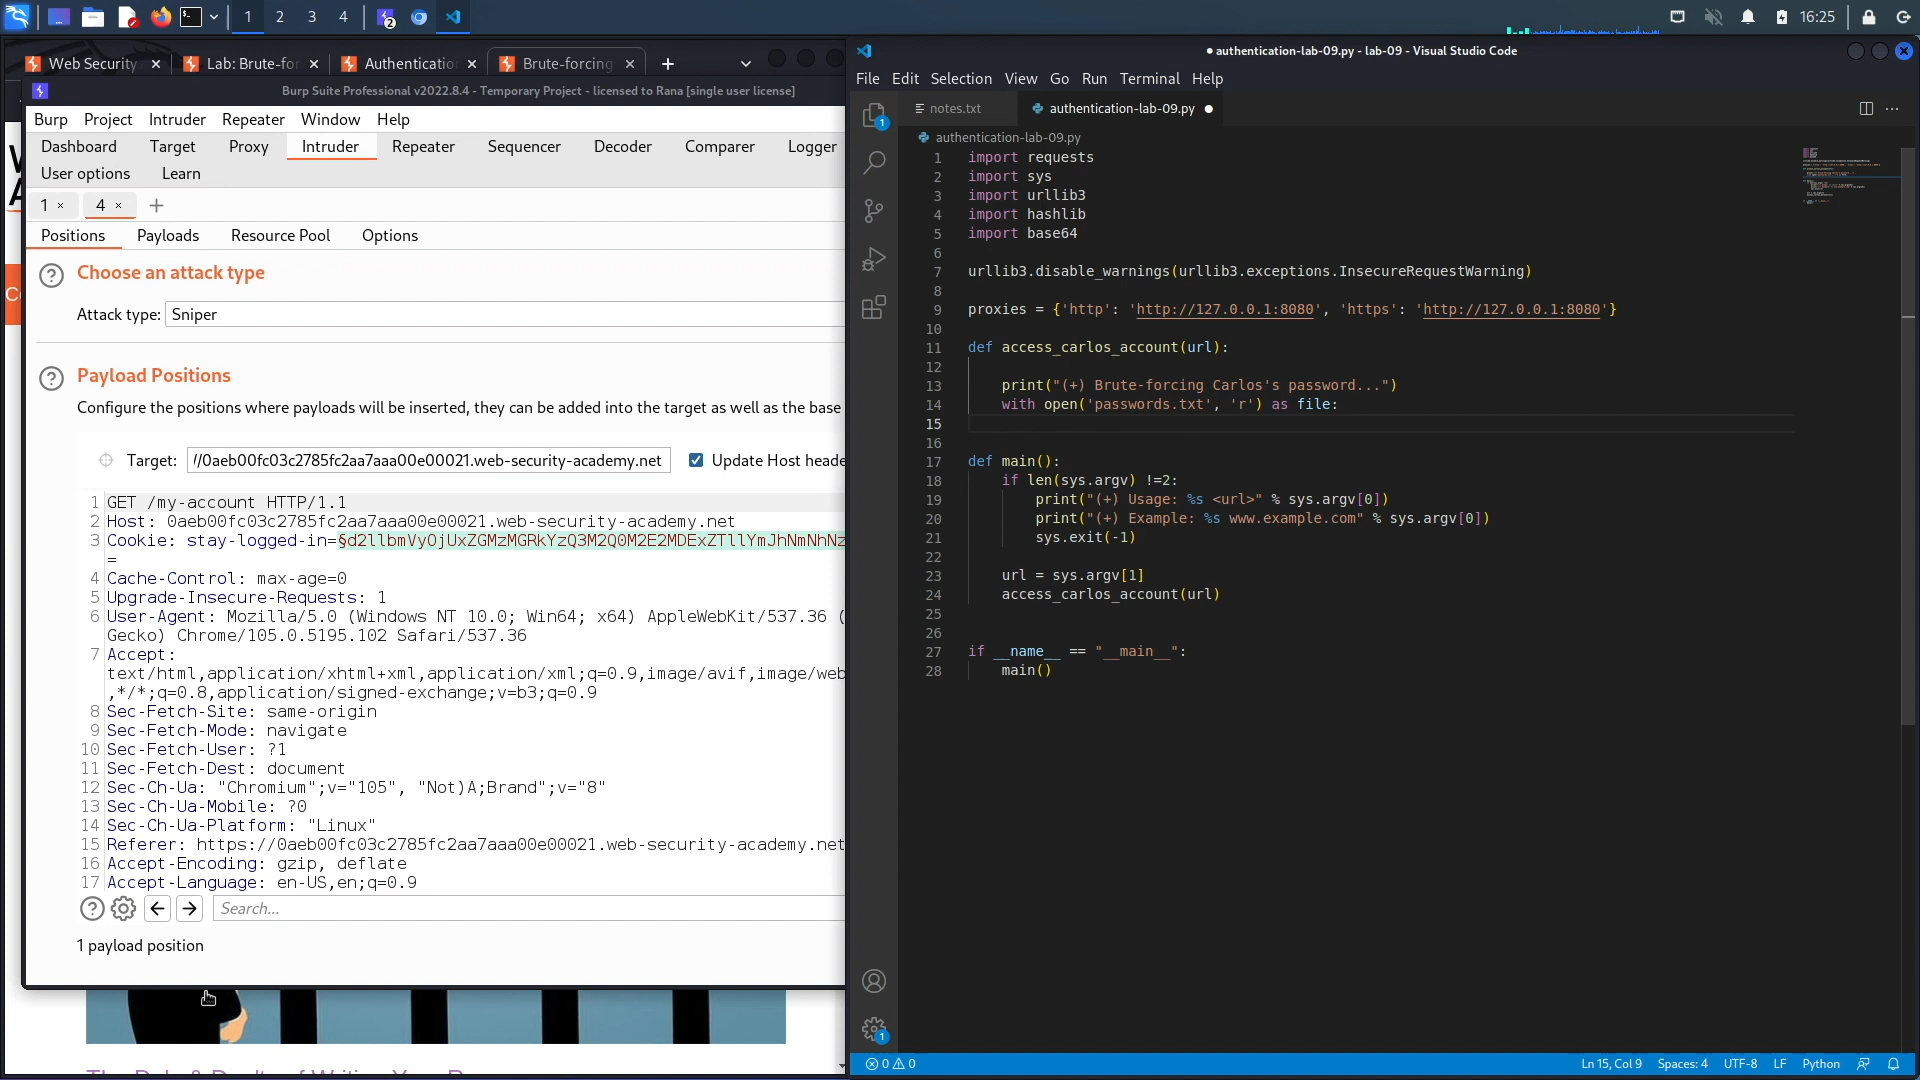 1
2
3
4
2
16:25
Web Security
Lab: Brute-for
Authentication
Brute-forcing
authentication-lab-09.py - lab-09 - Visual Studio Code
Burp Suite Professional v2022.8.4 - Temporary Project - licensed to Rana [single user license]
Burp Project Intruder Repeater Window Help
Dashboard Target Proxy Intruder Repeater Sequencer Decoder Comparer Logger
User options Learn
1 × 4 ×
Positions Payloads Resource Pool Options
Choose an attack type
Attack type: Sniper
Payload Positions
Configure the positions where payloads will be inserted, they can be added into the target as well as the base
Target: //0aeb00fc03c2785fc2aa7aaa00e00021.web-security-academy.net Update Host heade
1 GET /my-account HTTP/1.1
2 Host: 0aeb00fc03c2785fc2aa7aaa00e00021.web-security-academy.net
3 Cookie: stay-logged-in=§d2llbmVyOjUxZGMzMGRkYzQ3M2Q0M2E2MDExZTllYmJhNmNhNz
=
4 Cache-Control: max-age=0
5 Upgrade-Insecure-Requests: 1
6 User-Agent: Mozilla/5.0 (Windows NT 10.0; Win64; x64) AppleWebKit/537.36 (
Gecko) Chrome/105.0.5195.102 Safari/537.36
7 Accept:
text/html,application/xhtml+xml,application/xml;q=0.9,image/avif,image/web
,*/*;q=0.8,application/signed-exchange;v=b3;q=0.9
8 Sec-Fetch-Site: same-origin
9 Sec-Fetch-Mode: navigate
10 Sec-Fetch-User: ?1
11 Sec-Fetch-Dest: document
12 Sec-Ch-Ua: "Chromium";v="105", "Not)A;Brand";v="8"
13 Sec-Ch-Ua-Mobile: ?0
14 Sec-Ch-Ua-Platform: "Linux"
15 Referer: https://0aeb00fc03c2785fc2aa7aaa00e00021.web-security-academy.net
16 Accept-Encoding: gzip, deflate
17 Accept-Language: en-US,en;q=0.9
Search...
1 payload position
File Edit Selection View Go Run Terminal Help
notes.txt authentication-lab-09.py
authentication-lab-09.py
1 import requests
2 import sys
3 import urllib3
4 import hashlib
5 import base64
6
7 urllib3.disable_warnings(urllib3.exceptions.InsecureRequestWarning)
8
9 proxies = {'http': 'http://127.0.0.1:8080', 'https': 'http://127.0.0.1:8080'}
10
11 def access_carlos_account(url):
12
13 print("(+) Brute-forcing Carlos's password...")
14 with open('passwords.txt', 'r') as file:
15
16
17 def main():
18 if len(sys.argv) !=2:
19 print("(+) Usage: %s <url>" % sys.argv[0])
20 print("(+) Example: %s www.example.com" % sys.argv[0])
21 sys.exit(-1)
22
23 url = sys.argv[1]
24 access_carlos_account(url)
25
26
27 if __name__ == "__main__":
28 main()
1
1
0 0
Ln 15, Col 9 Spaces: 4 UTF-8 LF Python